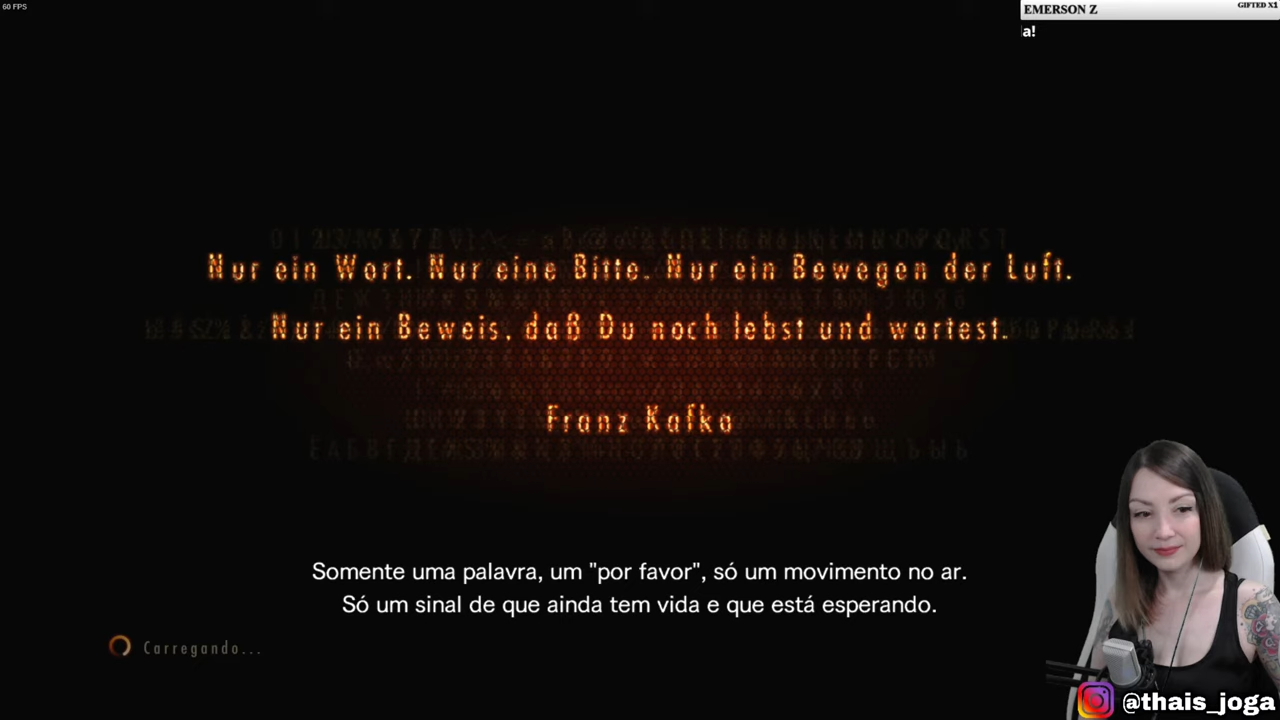 60 FPS
EMERSON Z
GIFTED X1
a!
Nur ein Wort. Nur eine Bitte. Nur ein Bewegen der Luft.
Nur ein Beweis, daß Du noch lebst und wartest.
Franz Kafka
Somente uma palavra, um "por favor", só um movimento no ar.
Só um sinal de que ainda tem vida e que está esperando.
Carregando...
@thais_joga